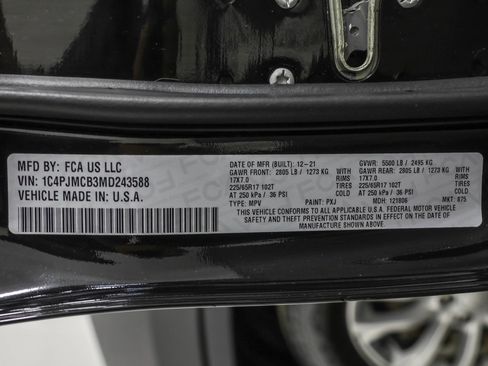 MFD BY: FCA US LLC
VIN: 1C4PJMCB3MD243588
VEHICLE MADE IN: U.S.A.
DATE OF MFR (BUILT): 12-21 GVWR: 5500 LB / 2495 KG
GAWR FRONT: 2805 LB / 1273 KG WITH GAWR REAR: 2805 LB / 1273 KG WITH
17X7.0 RIMS 17X7.0 RIMS
225/65R17 102T TIRES 225/65R17 102T TIRES
AT 250 kPa / 36 PSI COLD AT 250 kPa / 36 PSI COLD
TYPE: MPV PAINT: PXJ MDH: 121806 MKT: 875
THIS VEHICLE CONFORMS TO ALL APPLICABLE U.S.A. FEDERAL MOTOR VEHICLE
SAFETY AND THEFT PREVENTION STANDARDS IN EFFECT ON THE DATE OF MANUFACTURE
SHOWN ABOVE.